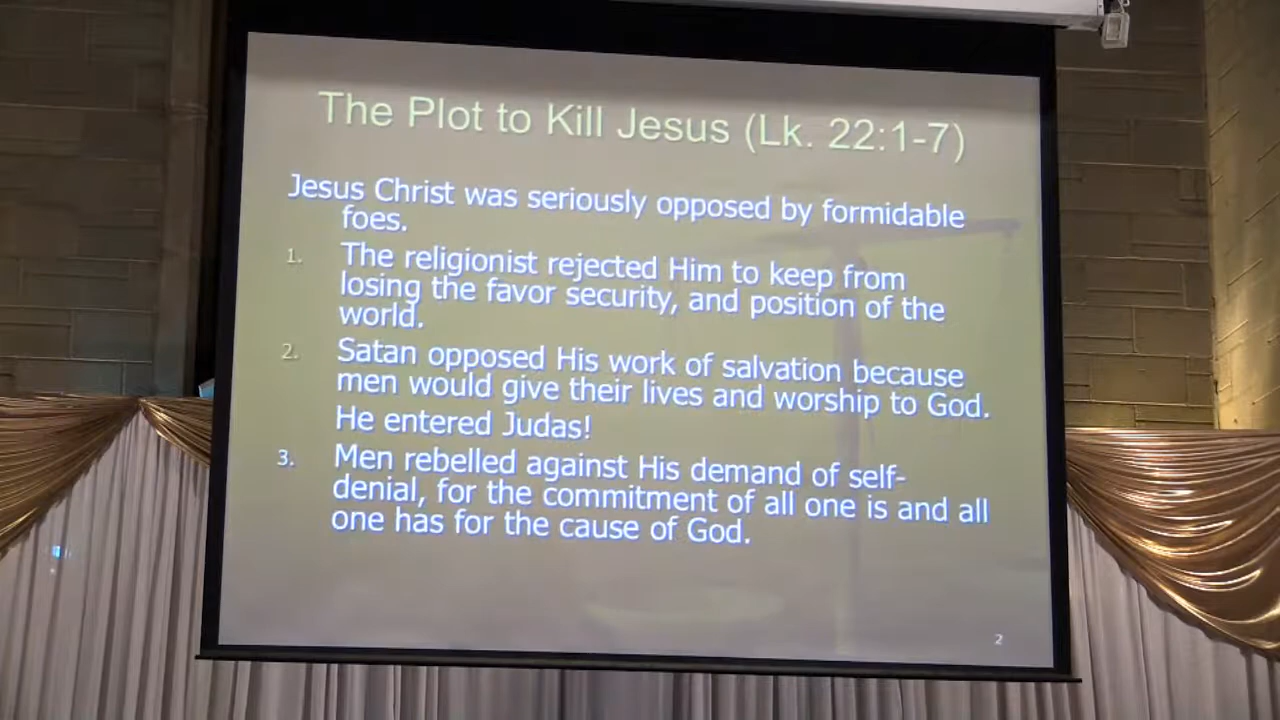 The Plot to Kill Jesus (Lk. 22:1-7)
Jesus Christ was seriously opposed by formidable
foes.
1. The religionist rejected Him to keep from
losing the favor security, and position of the
world.
2. Satan opposed His work of salvation because
men would give their lives and worship to God.
He entered Judas!
3. Men rebelled against His demand of self-
denial, for the commitment of all one is and all
one has for the cause of God.
2